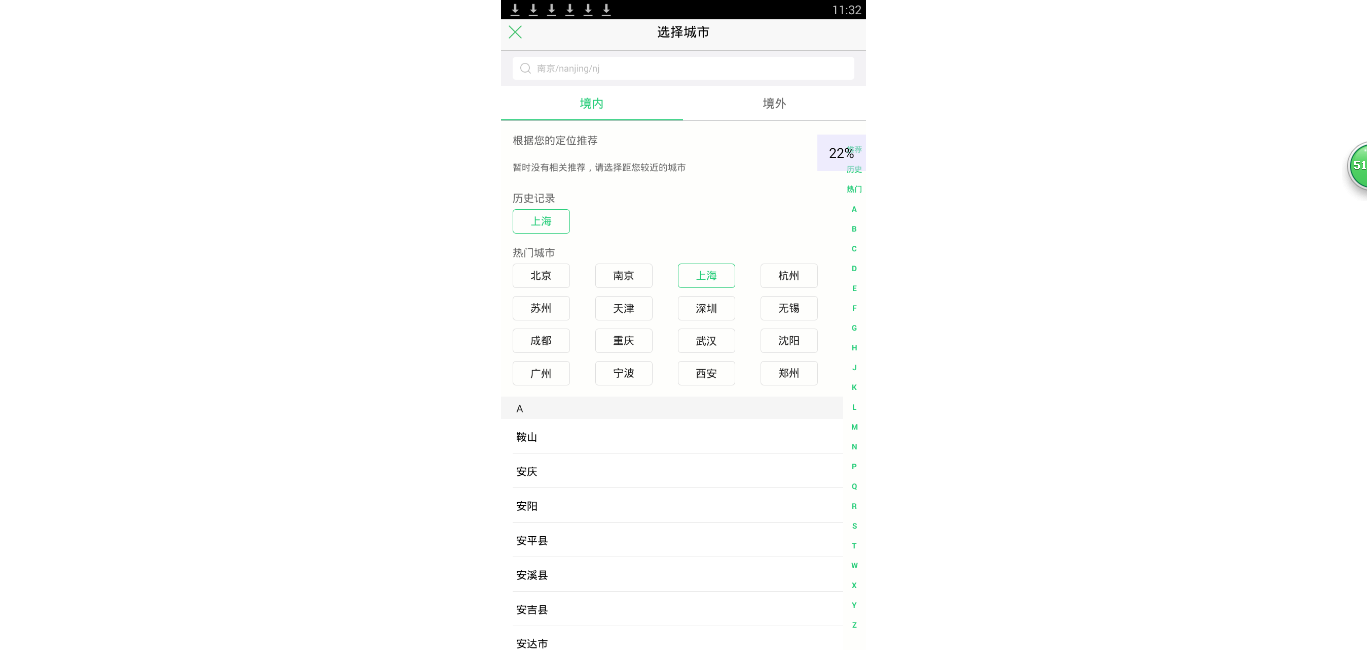 11:32
选择城市
南京/nanjing/nj
境内 境外
根据您的定位推荐
22%
推荐
暂时没有相关推荐，请选择距您较近的城市
历史
51
热门
历史记录
上海
热门城市
北京 南京 上海 杭州
苏州 天津 深圳 无锡
成都 重庆 武汉 沈阳
广州 宁波 西安 郑州
A
鞍山
安庆
安阳
安平县
安溪县
安吉县
安达市
A
B
C
D
E
F
G
H
J
K
L
M
N
P
Q
R
S
T
W
X
Y
Z